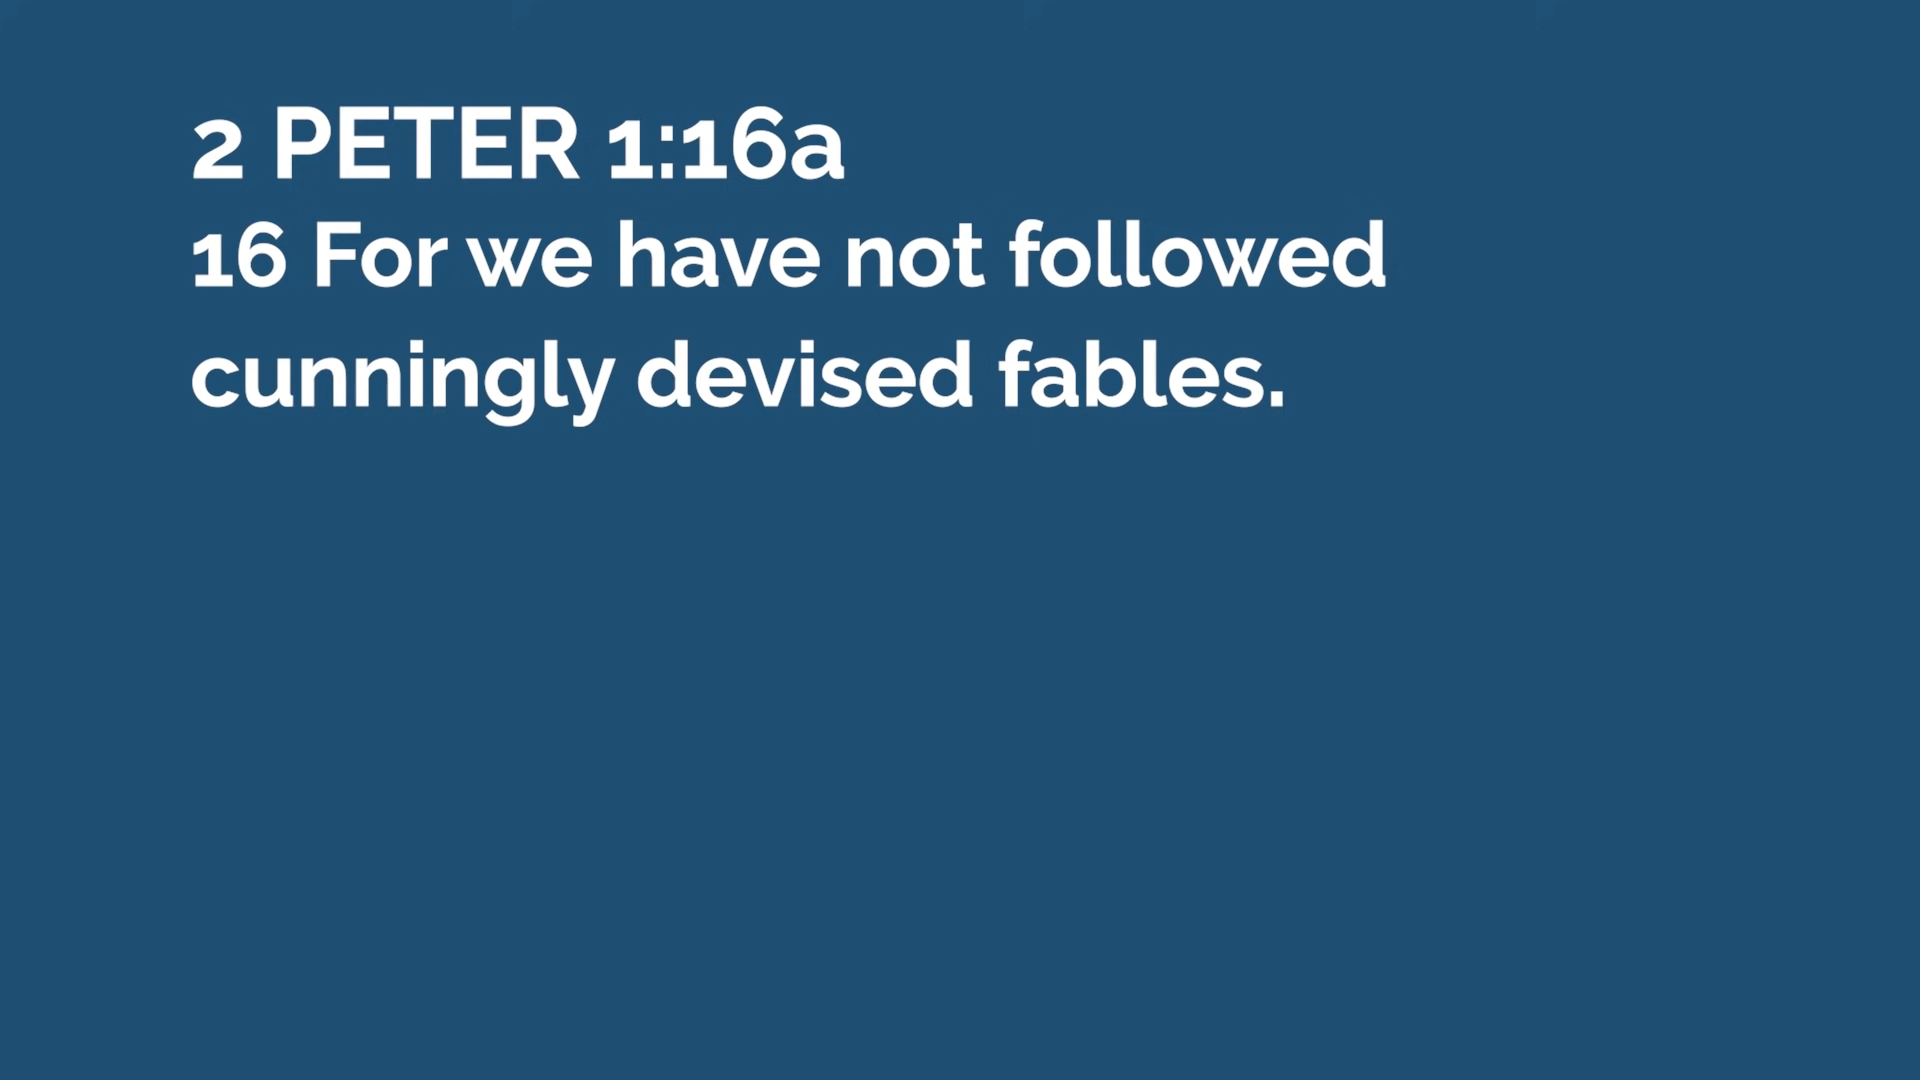 2 PETER 1:16a
16 For we have not followed
cunningly devised fables.